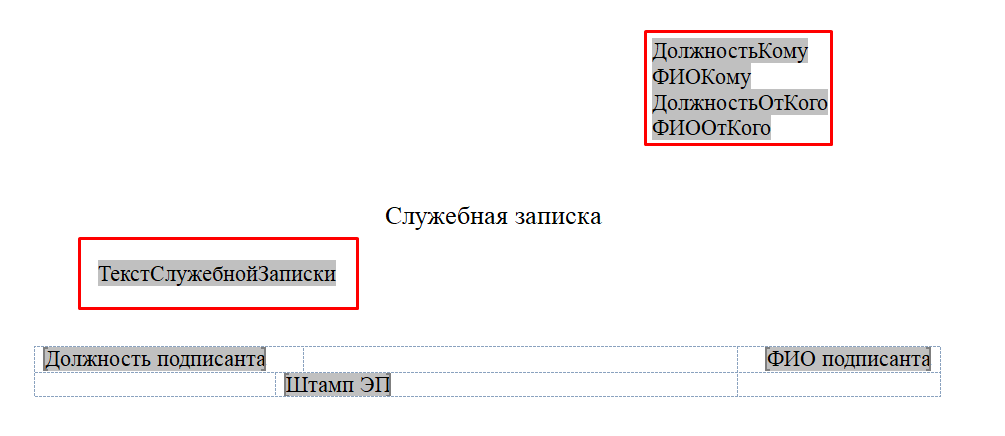 ДолжностьКому
ФИОКому
ДолжностьОтКого
ФИООтКого
Служебная записка
ТекстСлужебнойЗаписки
Должность подписанта ФИО подписанта
Штамп ЭП